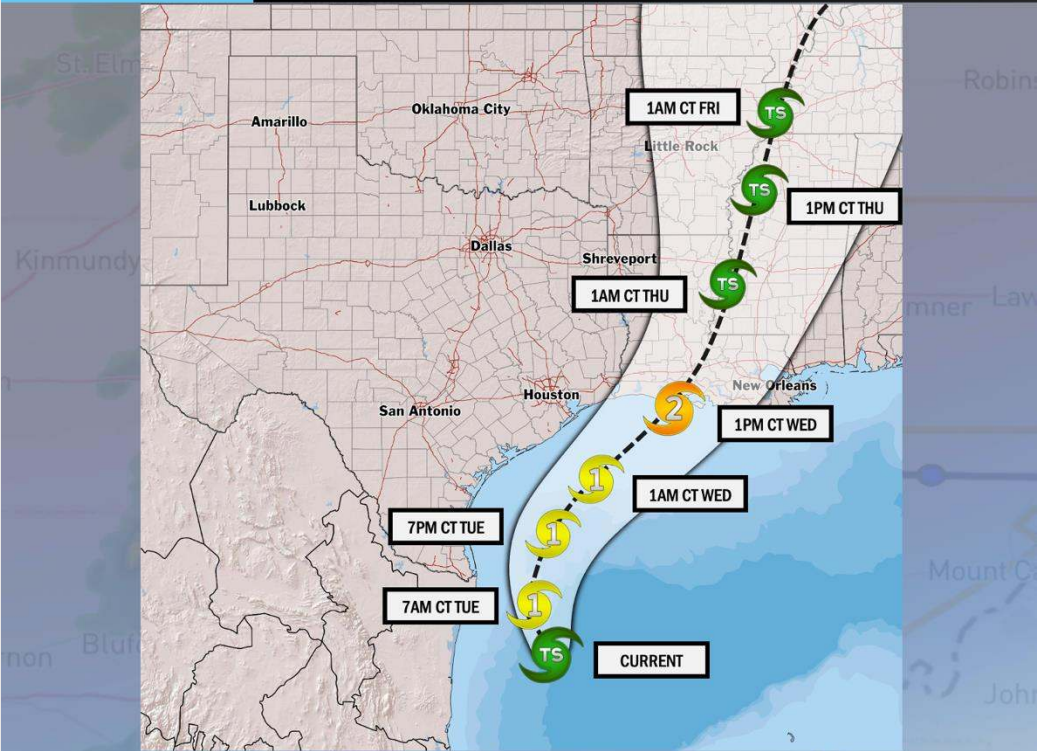 St. Elm
Robins
1AM CT FRI
TS
Oklahoma City
Amarillo
Little Rock
TS
1PM CT THU
Lubbock
Dallas
Kinmundy
Shreveport
1AM CT THU
TS
mner
Law
New Orleans
Houston
San Antonio
2
1PM CT WED
1
1AM CT WED
7PM CT TUE
1
Mount Ca
7AM CT TUE
1
rnon
Bluf
TS
CURRENT
John